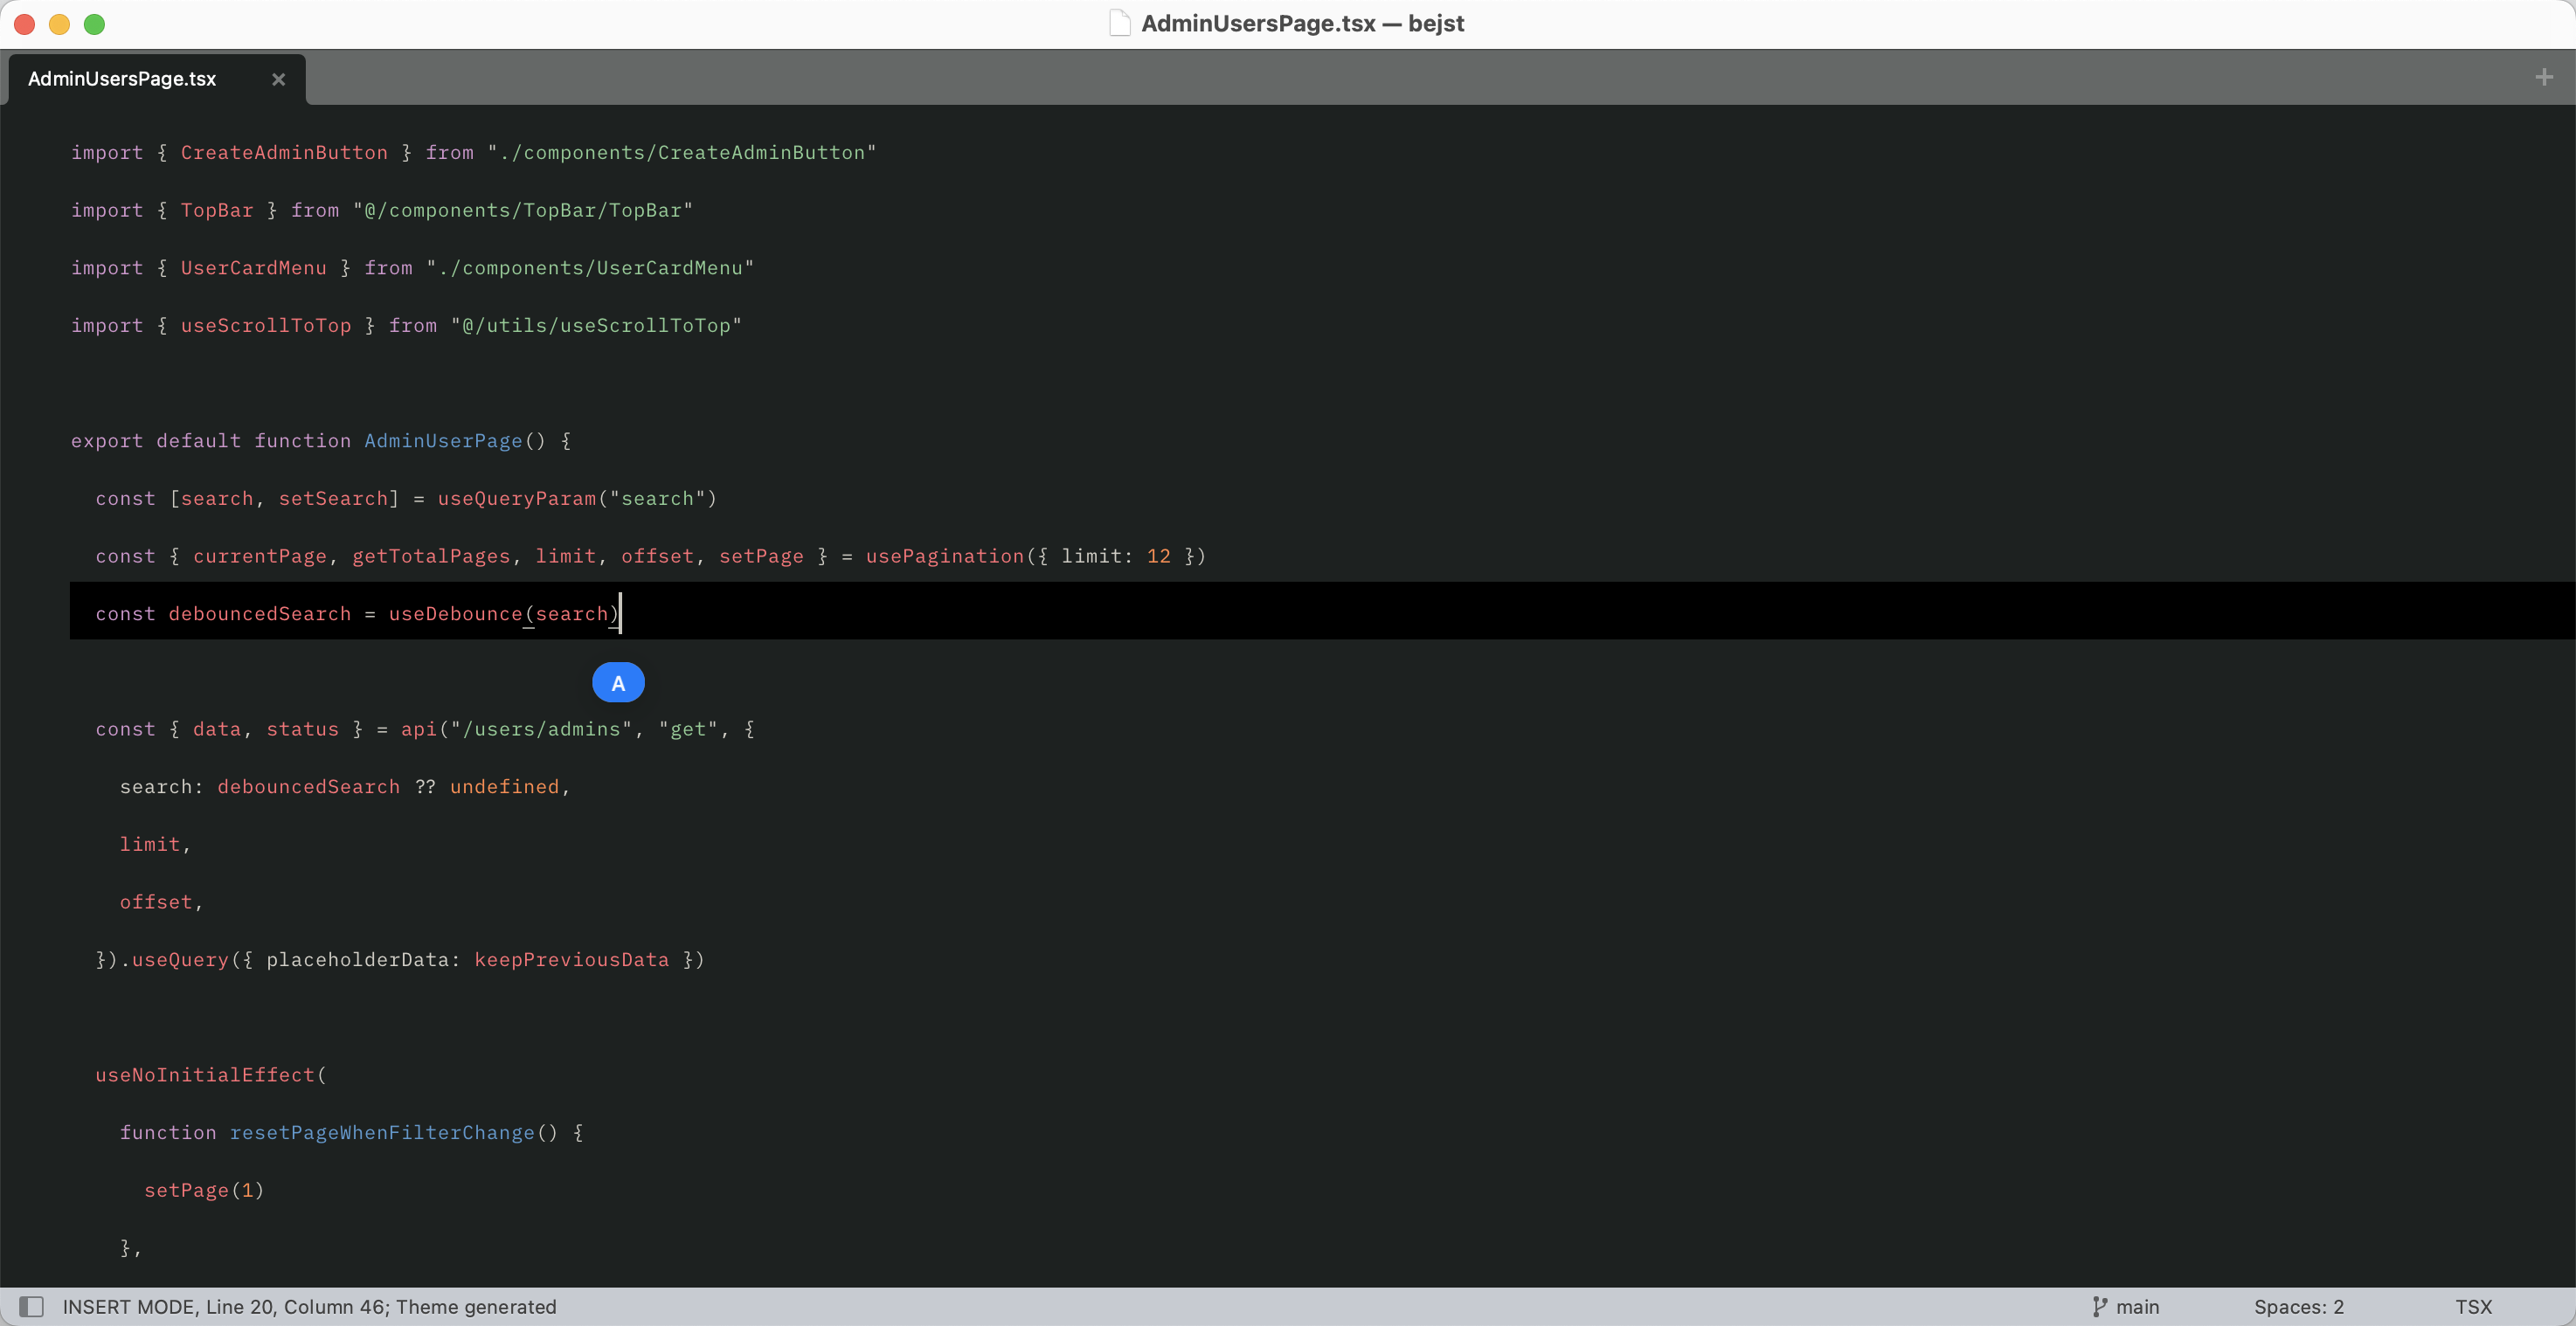 AdminUsersPage.tsx — bejst
AdminUsersPage.tsx
import { CreateAdminButton } from "./components/CreateAdminButton"
import { TopBar } from "@/components/TopBar/TopBar"
import { UserCardMenu } from "./components/UserCardMenu"
import { useScrollToTop } from "@/utils/useScrollToTop"
export default function AdminUserPage() {
const [search, setSearch] = useQueryParam("search")
const { currentPage, getTotalPages, limit, offset, setPage } = usePagination({ limit: 12 })
const debouncedSearch = useDebounce(search)
A
const { data, status } = api("/users/admins", "get", {
search: debouncedSearch ?? undefined,
limit,
offset,
}).useQuery({ placeholderData: keepPreviousData })
useNoInitialEffect(
function resetPageWhenFilterChange() {
setPage(1)
},
INSERT MODE, Line 20, Column 46; Theme generated
main
Spaces: 2
TSX